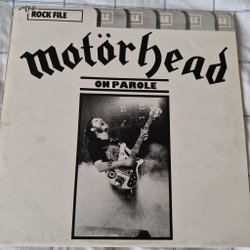 The
ROCK FILE
motörhead
ON PAROLE